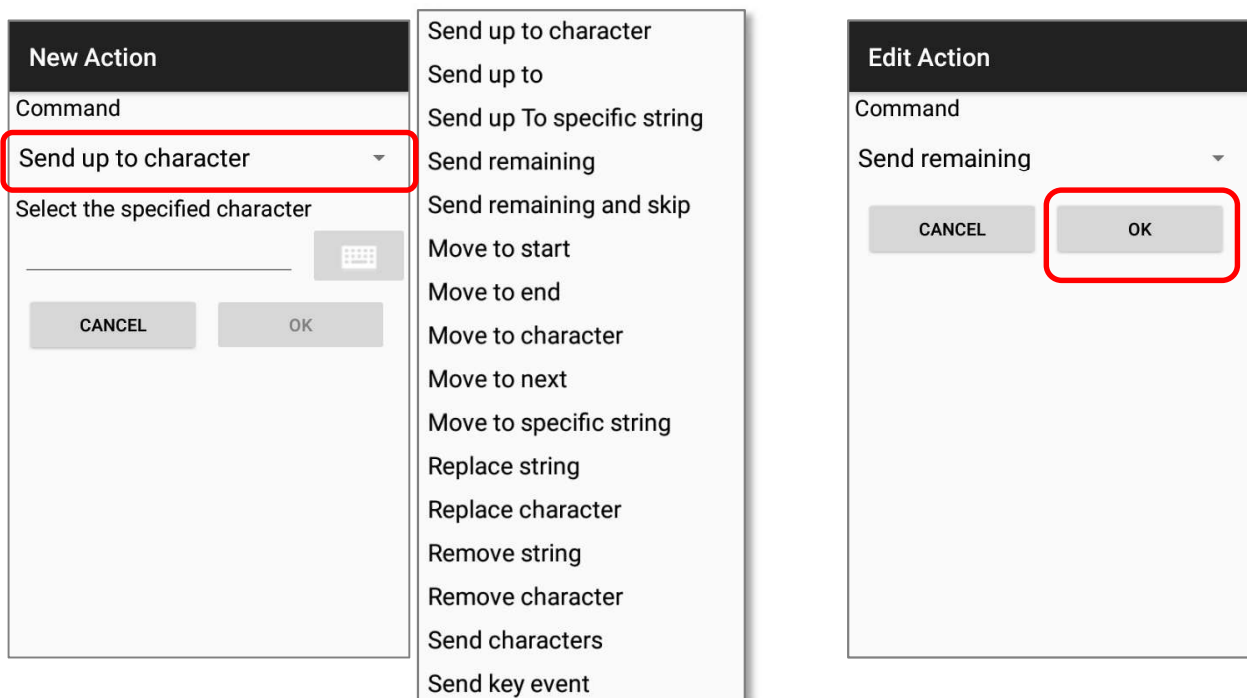 New Action
Command
Send up to character
Select the specified character
CANCEL
OK
Send up to character
Send up to
Send up To specific string
Send remaining
Send remaining and skip
Move to start
Move to end
Move to character
Move to next
Move to specific string
Replace string
Replace character
Remove string
Remove character
Send characters
Send key event
Edit Action
Command
Send remaining
CANCEL
OK